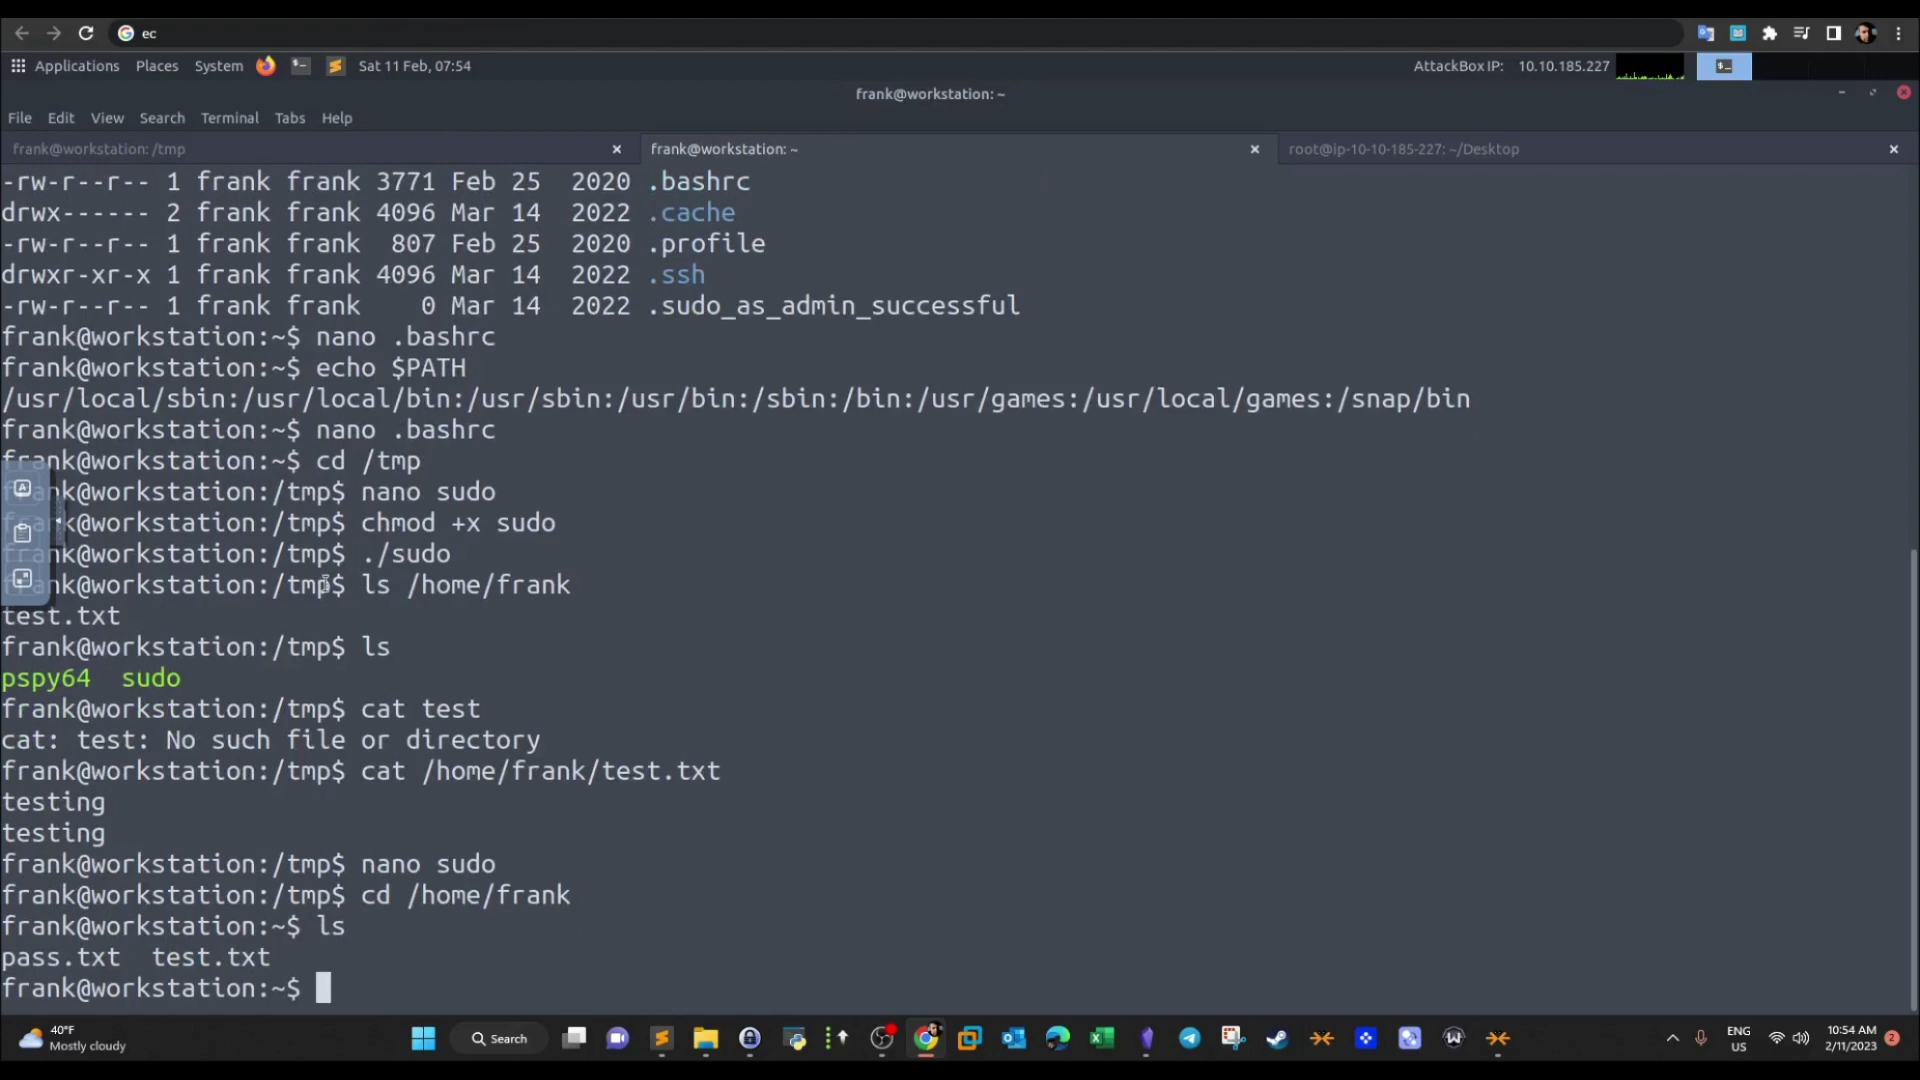 ec
Applications Places System Sat 11 Feb, 07:54 AttackBox IP: 10.10.185.227
frank@workstation: ~
File Edit View Search Terminal Tabs Help
frank@workstation: /tmp × frank@workstation: ~ × root@ip-10-10-185-227: ~/Desktop ×
-rw-r--r-- 1 frank frank 3771 Feb 25  2020 .bashrc
drwx------ 2 frank frank 4096 Mar 14  2022 .cache
-rw-r--r-- 1 frank frank  807 Feb 25  2020 .profile
drwxr-xr-x 1 frank frank 4096 Mar 14  2022 .ssh
-rw-r--r-- 1 frank frank    0 Mar 14  2022 .sudo_as_admin_successful
frank@workstation:~$ nano .bashrc
frank@workstation:~$ echo $PATH
/usr/local/sbin:/usr/local/bin:/usr/sbin:/usr/bin:/sbin:/bin:/usr/games:/usr/local/games:/snap/bin
frank@workstation:~$ nano .bashrc
frank@workstation:~$ cd /tmp
frank@workstation:/tmp$ nano sudo
frank@workstation:/tmp$ chmod +x sudo
frank@workstation:/tmp$ ./sudo
frank@workstation:/tmp$ ls /home/frank
test.txt
frank@workstation:/tmp$ ls
pspy64  sudo
frank@workstation:/tmp$ cat test
cat: test: No such file or directory
frank@workstation:/tmp$ cat /home/frank/test.txt
testing
testing
frank@workstation:/tmp$ nano sudo
frank@workstation:/tmp$ cd /home/frank
frank@workstation:~$ ls
pass.txt  test.txt
frank@workstation:~$
40°F
Mostly cloudy
Search
ENG
US
10:54 AM
2/11/2023
2